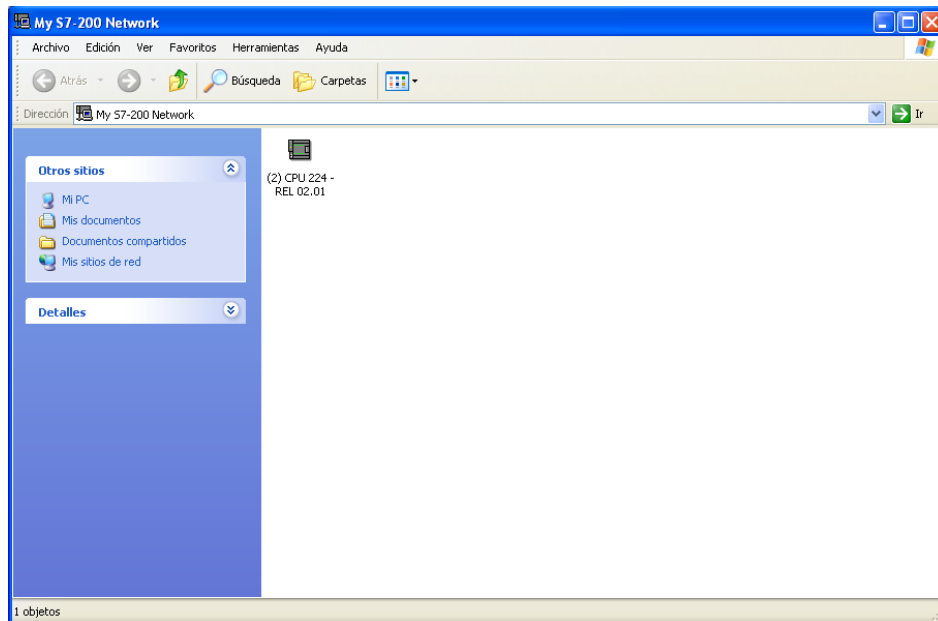 My S7-200 Network
Archivo Edición Ver Favoritos Herramientas Ayuda
Atrás Búsqueda Carpetas
Dirección My S7-200 Network Ir
Otros sitios
Mi PC
Mis documentos
Documentos compartidos
Mis sitios de red
Detalles
(2) CPU 224 -
REL 02.01
1 objetos